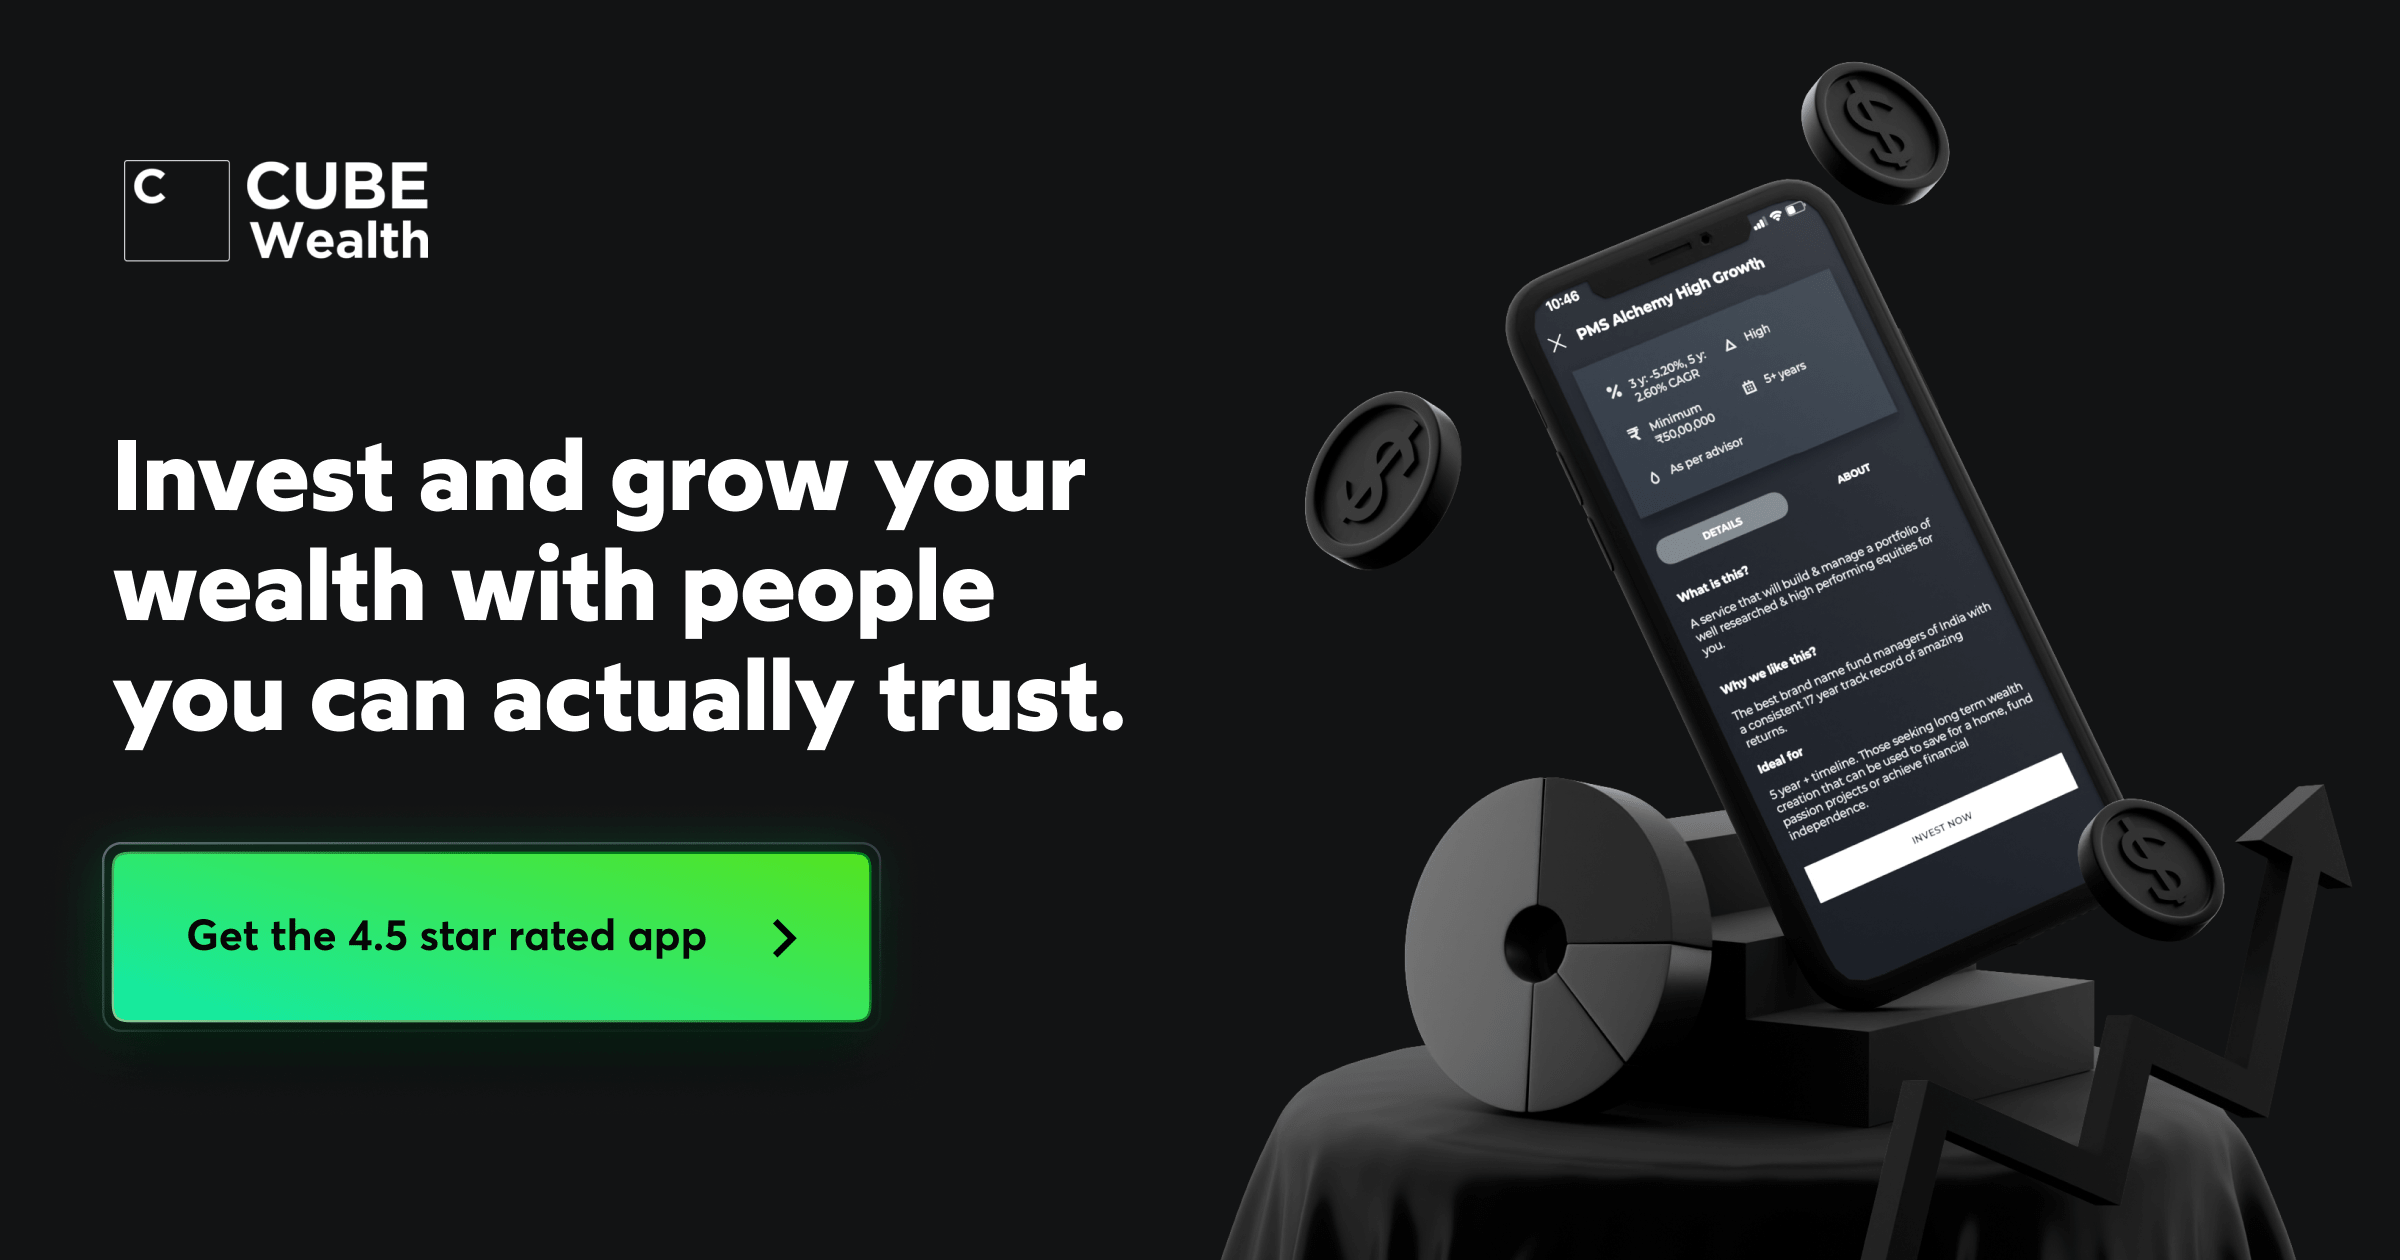 C
CUBE
Wealth
Invest and grow your
wealth with people
you can actually trust.
Get the 4.5 star rated app
10:46
PMS Alchemy High Growth
3 y: -5.20%, 5 y:
2.60% CAGR
High
5+ years
Minimum
₹50,00,000
As per advisor
DETAILS
ABOUT
What is this?
A service that will build & manage a portfolio of
well researched & high performing equities for
you.
Why we like this?
The best brand name fund managers of India with
a consistent 17 year track record of amazing
returns.
Ideal for
5 year + timeline. Those seeking long term wealth
creation that can be used to save for a home, fund
passion projects or achieve financial
independence.
INVEST NOW